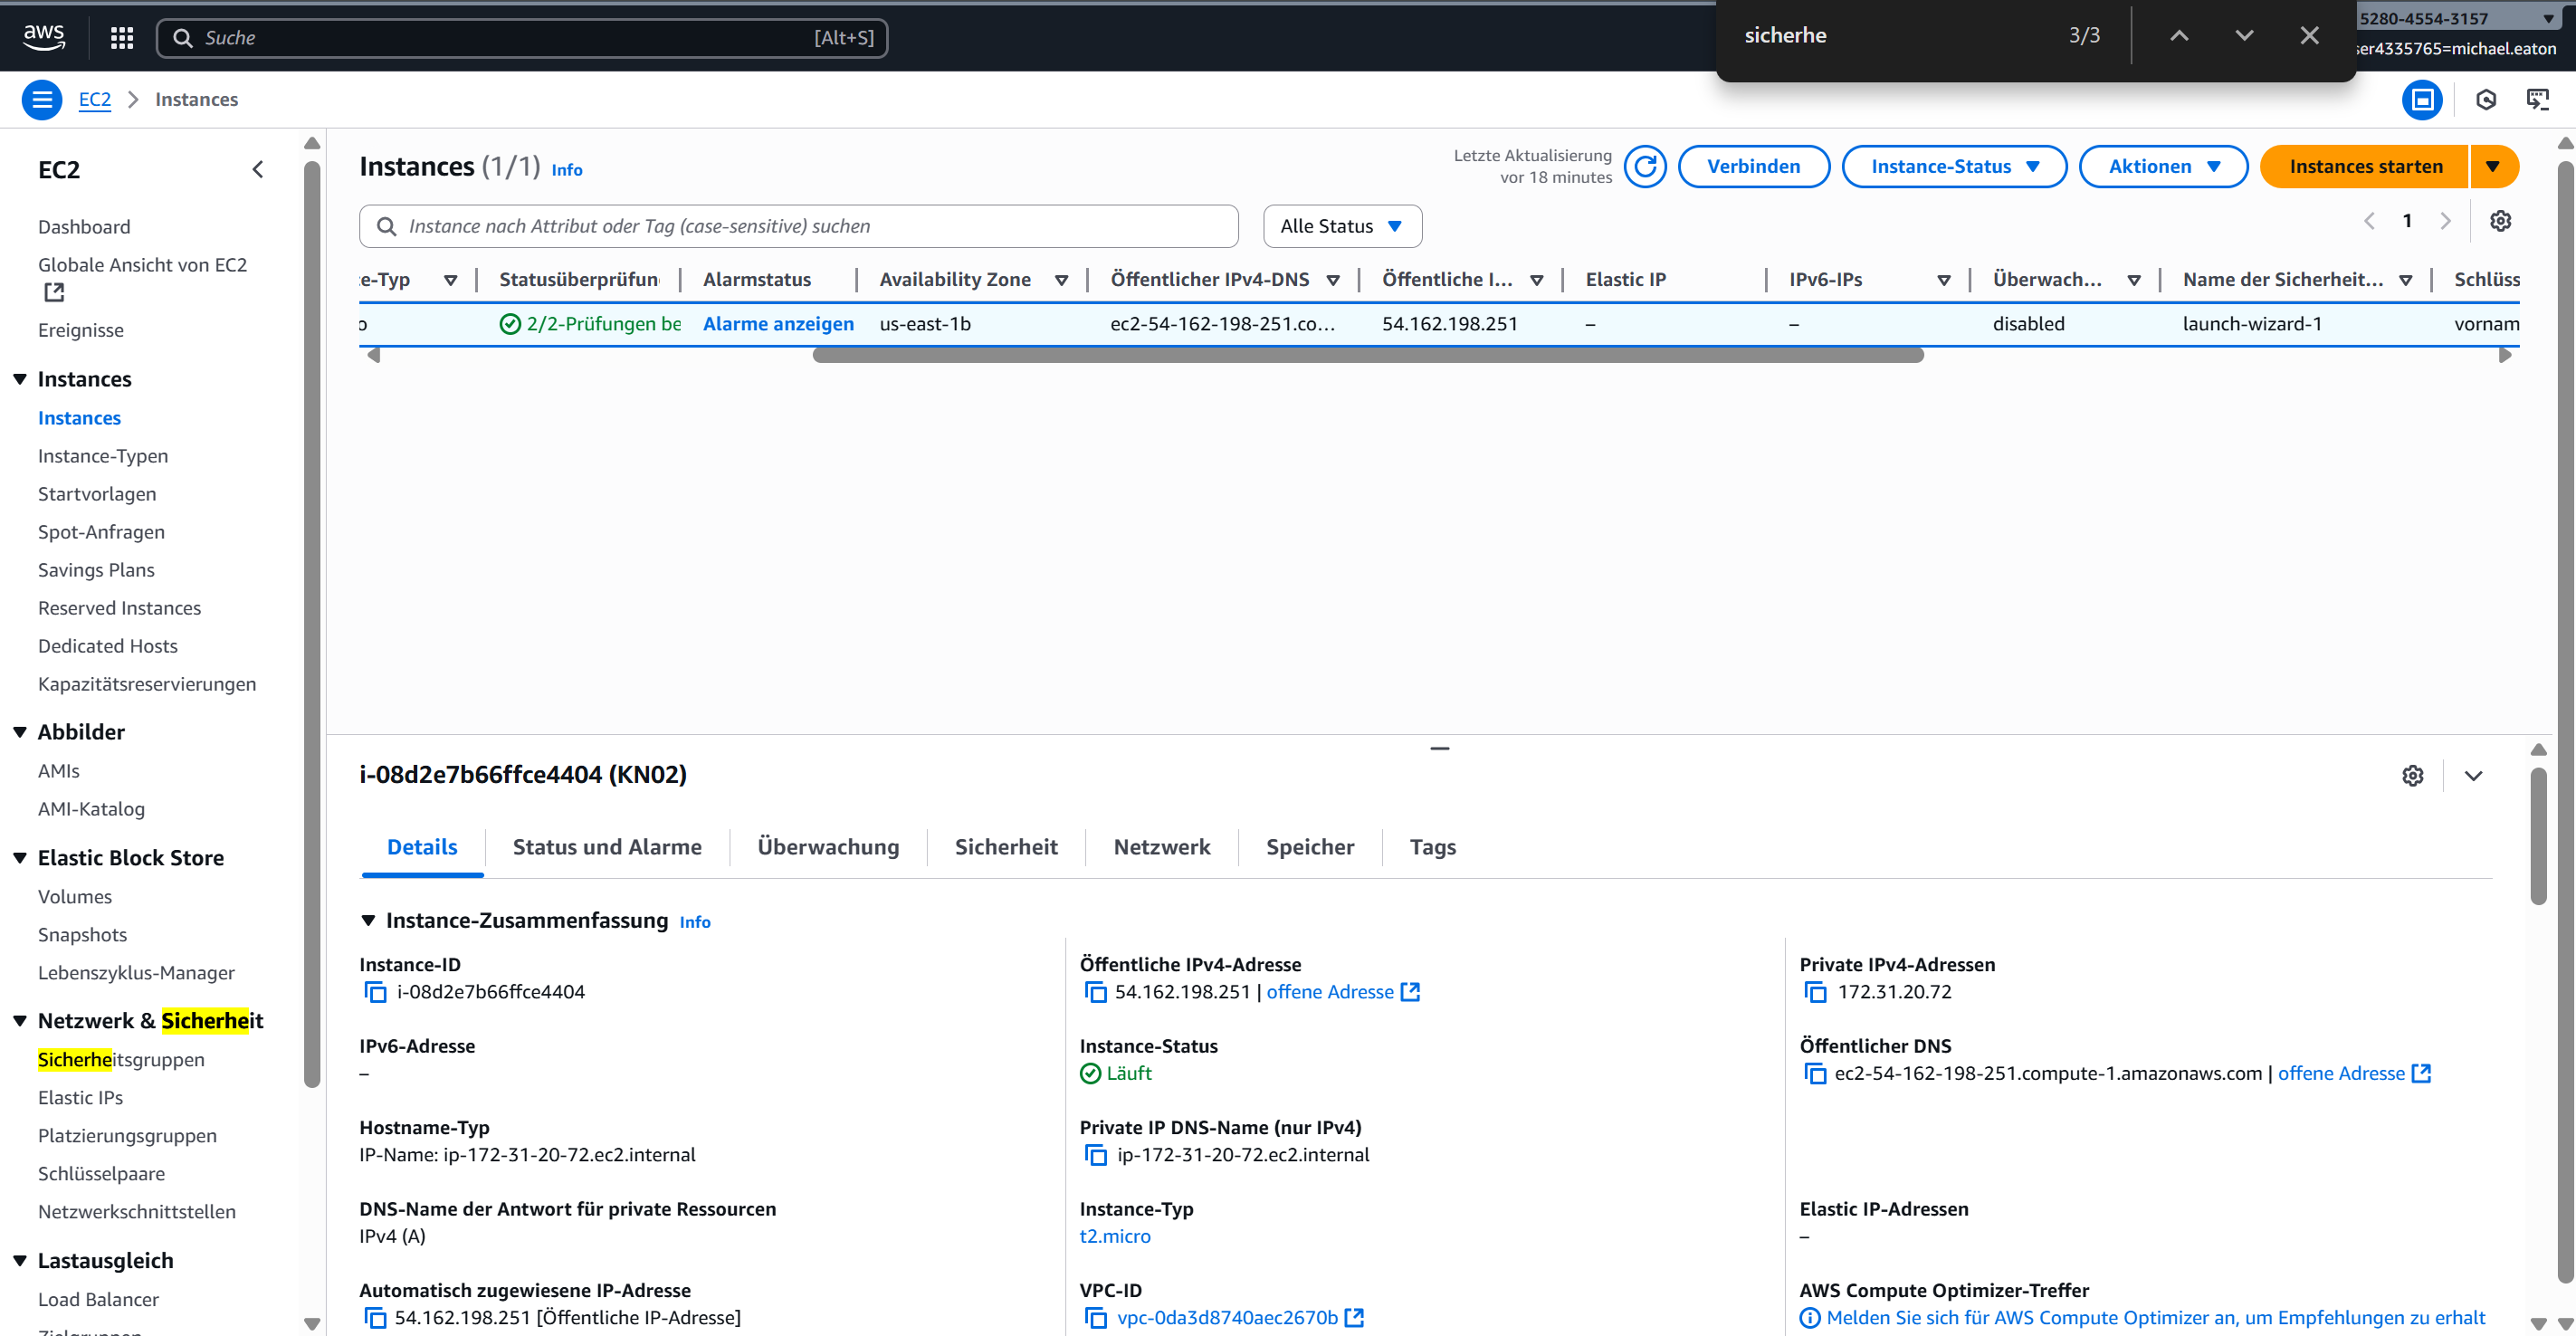 aws
Suche [Alt+S]
sicherhe 3/3
5280-4554-3157
ser4335765=michael.eaton
EC2 Instances
EC2
Dashboard
Globale Ansicht von EC2
Ereignisse
Instances
Instances
Instance-Typen
Startvorlagen
Spot-Anfragen
Savings Plans
Reserved Instances
Dedicated Hosts
Kapazitätsreservierungen
Abbilder
AMIs
AMI-Katalog
Elastic Block Store
Volumes
Snapshots
Lebenszyklus-Manager
Netzwerk & Sicherheit
Sicherheitsgruppen
Elastic IPs
Platzierungsgruppen
Schlüsselpaare
Netzwerkschnittstellen
Lastausgleich
Load Balancer
Instances (1/1) Info
Letzte Aktualisierung
vor 18 minutes
Verbinden
Instance-Status
Aktionen
Instances starten
Instance nach Attribut oder Tag (case-sensitive) suchen
Alle Status
1
e-Typ Statusüberprüfun Alarmstatus Availability Zone Öffentlicher IPv4-DNS Öffentliche I... Elastic IP IPv6-IPs Überwach... Name der Sicherheit... Schlüss
o 2/2-Prüfungen be Alarme anzeigen us-east-1b ec2-54-162-198-251.co... 54.162.198.251 – – disabled launch-wizard-1 vornam
i-08d2e7b66ffce4404 (KN02)
Details Status und Alarme Überwachung Sicherheit Netzwerk Speicher Tags
Instance-Zusammenfassung Info
Instance-ID
i-08d2e7b66ffce4404
Öffentliche IPv4-Adresse
54.162.198.251 | offene Adresse
Private IPv4-Adressen
172.31.20.72
IPv6-Adresse
–
Instance-Status
Läuft
Öffentlicher DNS
ec2-54-162-198-251.compute-1.amazonaws.com | offene Adresse
Hostname-Typ
IP-Name: ip-172-31-20-72.ec2.internal
Private IP DNS-Name (nur IPv4)
ip-172-31-20-72.ec2.internal
DNS-Name der Antwort für private Ressourcen
IPv4 (A)
Instance-Typ
t2.micro
Elastic IP-Adressen
–
Automatisch zugewiesene IP-Adresse
54.162.198.251 [Öffentliche IP-Adresse]
VPC-ID
vpc-0da3d8740aec2670b
AWS Compute Optimizer-Treffer
Melden Sie sich für AWS Compute Optimizer an, um Empfehlungen zu erhalt